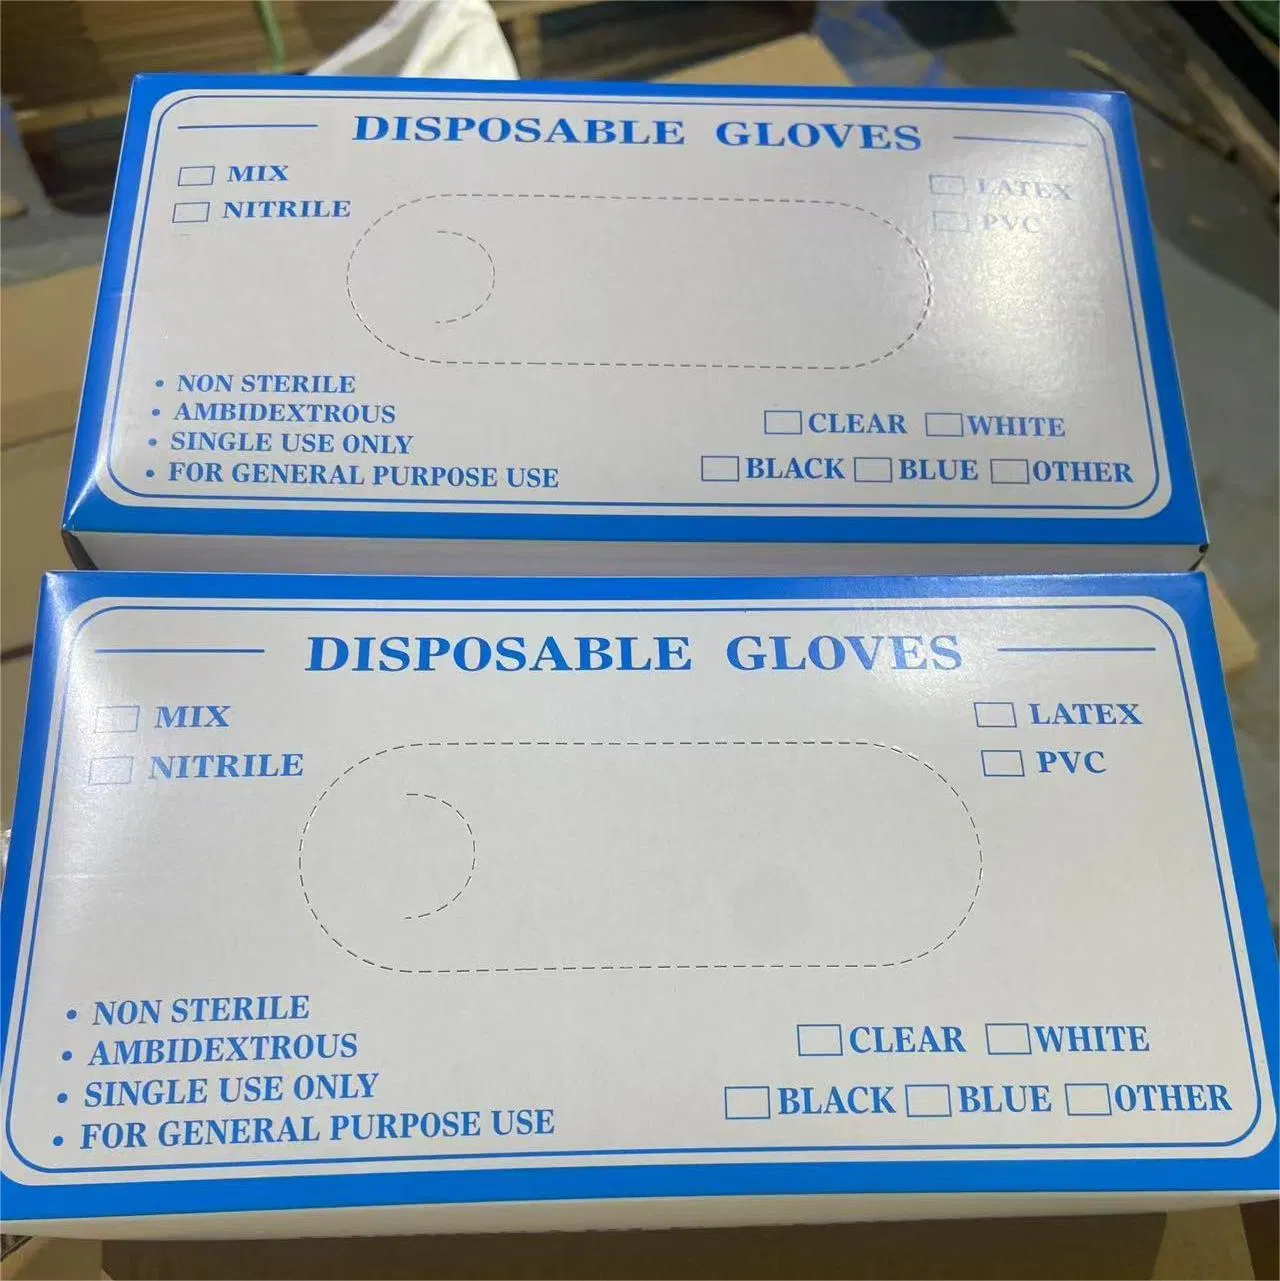 DISPOSABLE GLOVES
MIX
LATEX
NITRILE
PVC
• NON STERILE
• AMBIDEXTROUS
• SINGLE USE ONLY
• FOR GENERAL PURPOSE USE
CLEAR WHITE
BLACK BLUE OTHER
DISPOSABLE GLOVES
MIX
LATEX
NITRILE
PVC
• NON STERILE
• AMBIDEXTROUS
• SINGLE USE ONLY
• FOR GENERAL PURPOSE USE
CLEAR WHITE
BLACK BLUE OTHER